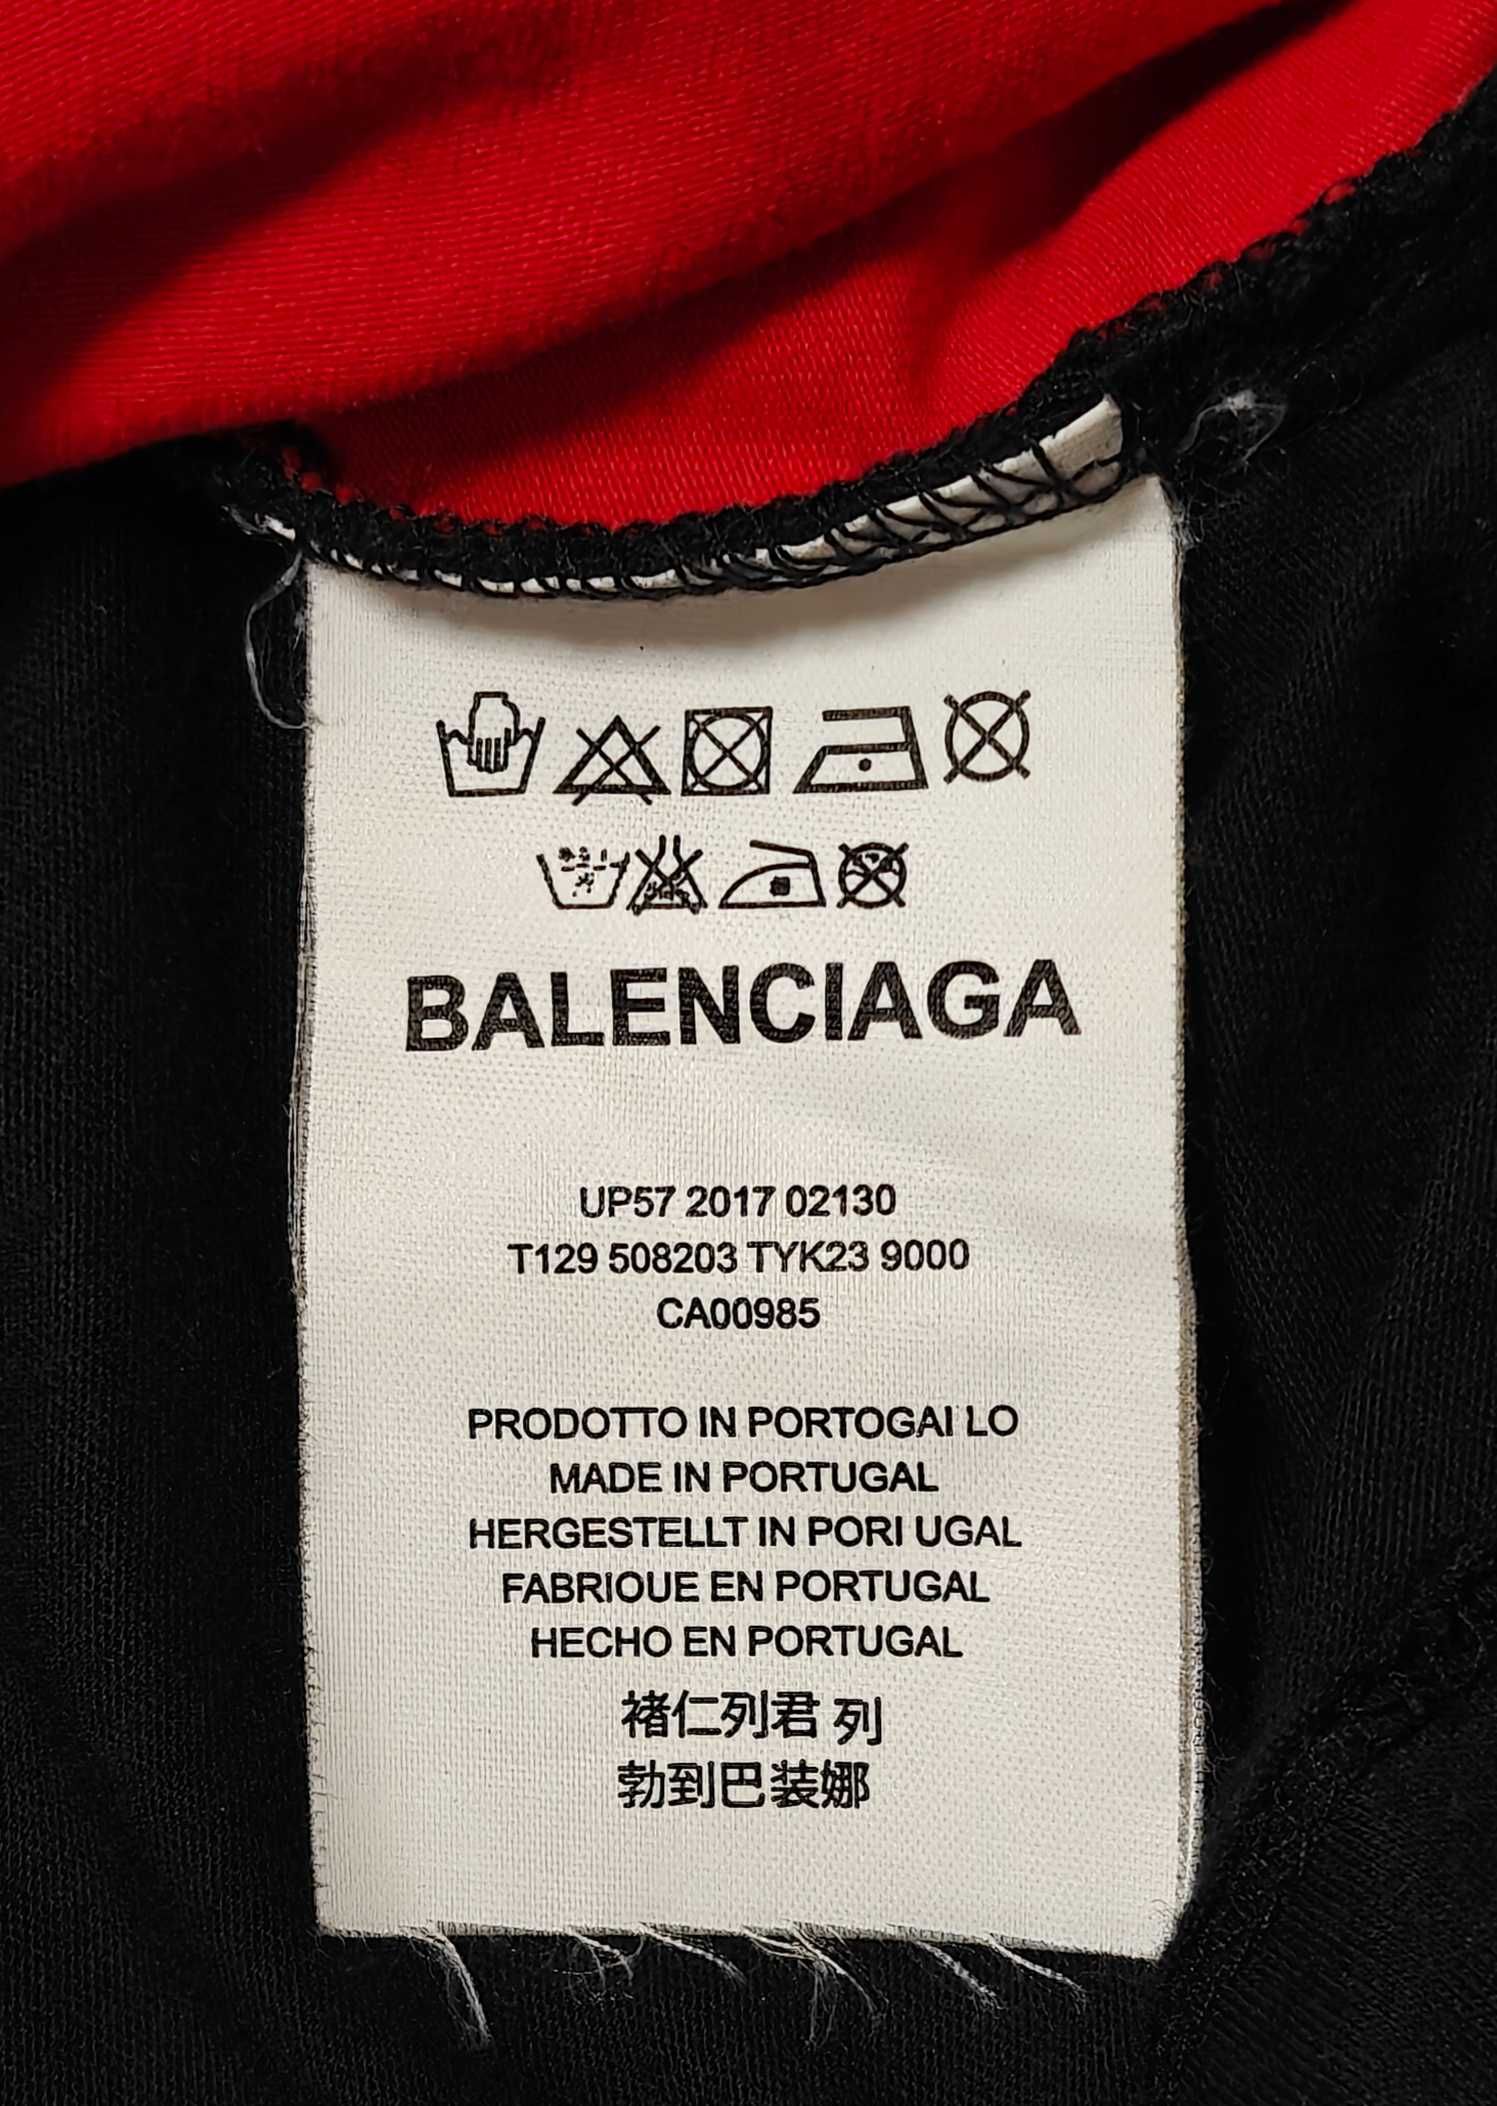 BALENCIAGA
UP57 2017 02130
T129 508203 TYK23 9000
CA00985
PRODOTTO IN PORTOGAI LO
MADE IN PORTUGAL
HERGESTELLT IN PORI UGAL
FABRIOUE EN PORTUGAL
HECHO EN PORTUGAL
褚仁列君 列
勃到巴装娜